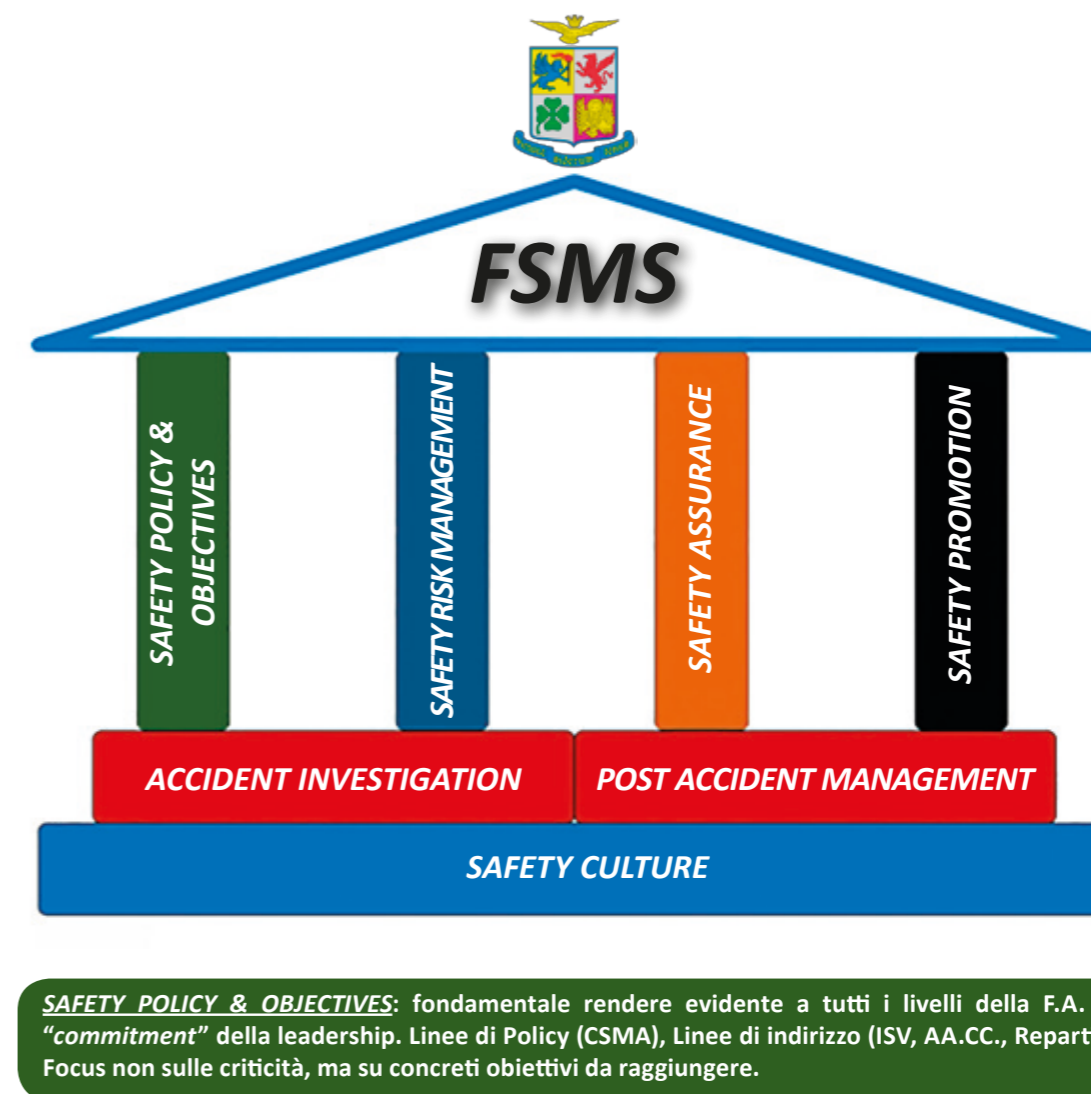 FSMS
SAFETY POLICY &
OBJECTIVES
SAFETY RISK MANAGEMENT
SAFETY ASSURANCE
SAFETY PROMOTION
ACCIDENT INVESTIGATION
POST ACCIDENT MANAGEMENT
SAFETY CULTURE
SAFETY POLICY & OBJECTIVES: fondamentale rendere evidente a tutti i livelli della F.A.
“commitment” della leadership. Linee di Policy (CSMA), Linee di indirizzo (ISV, AA.CC., Repart
Focus non sulle criticità, ma su concreti obiettivi da raggiungere.